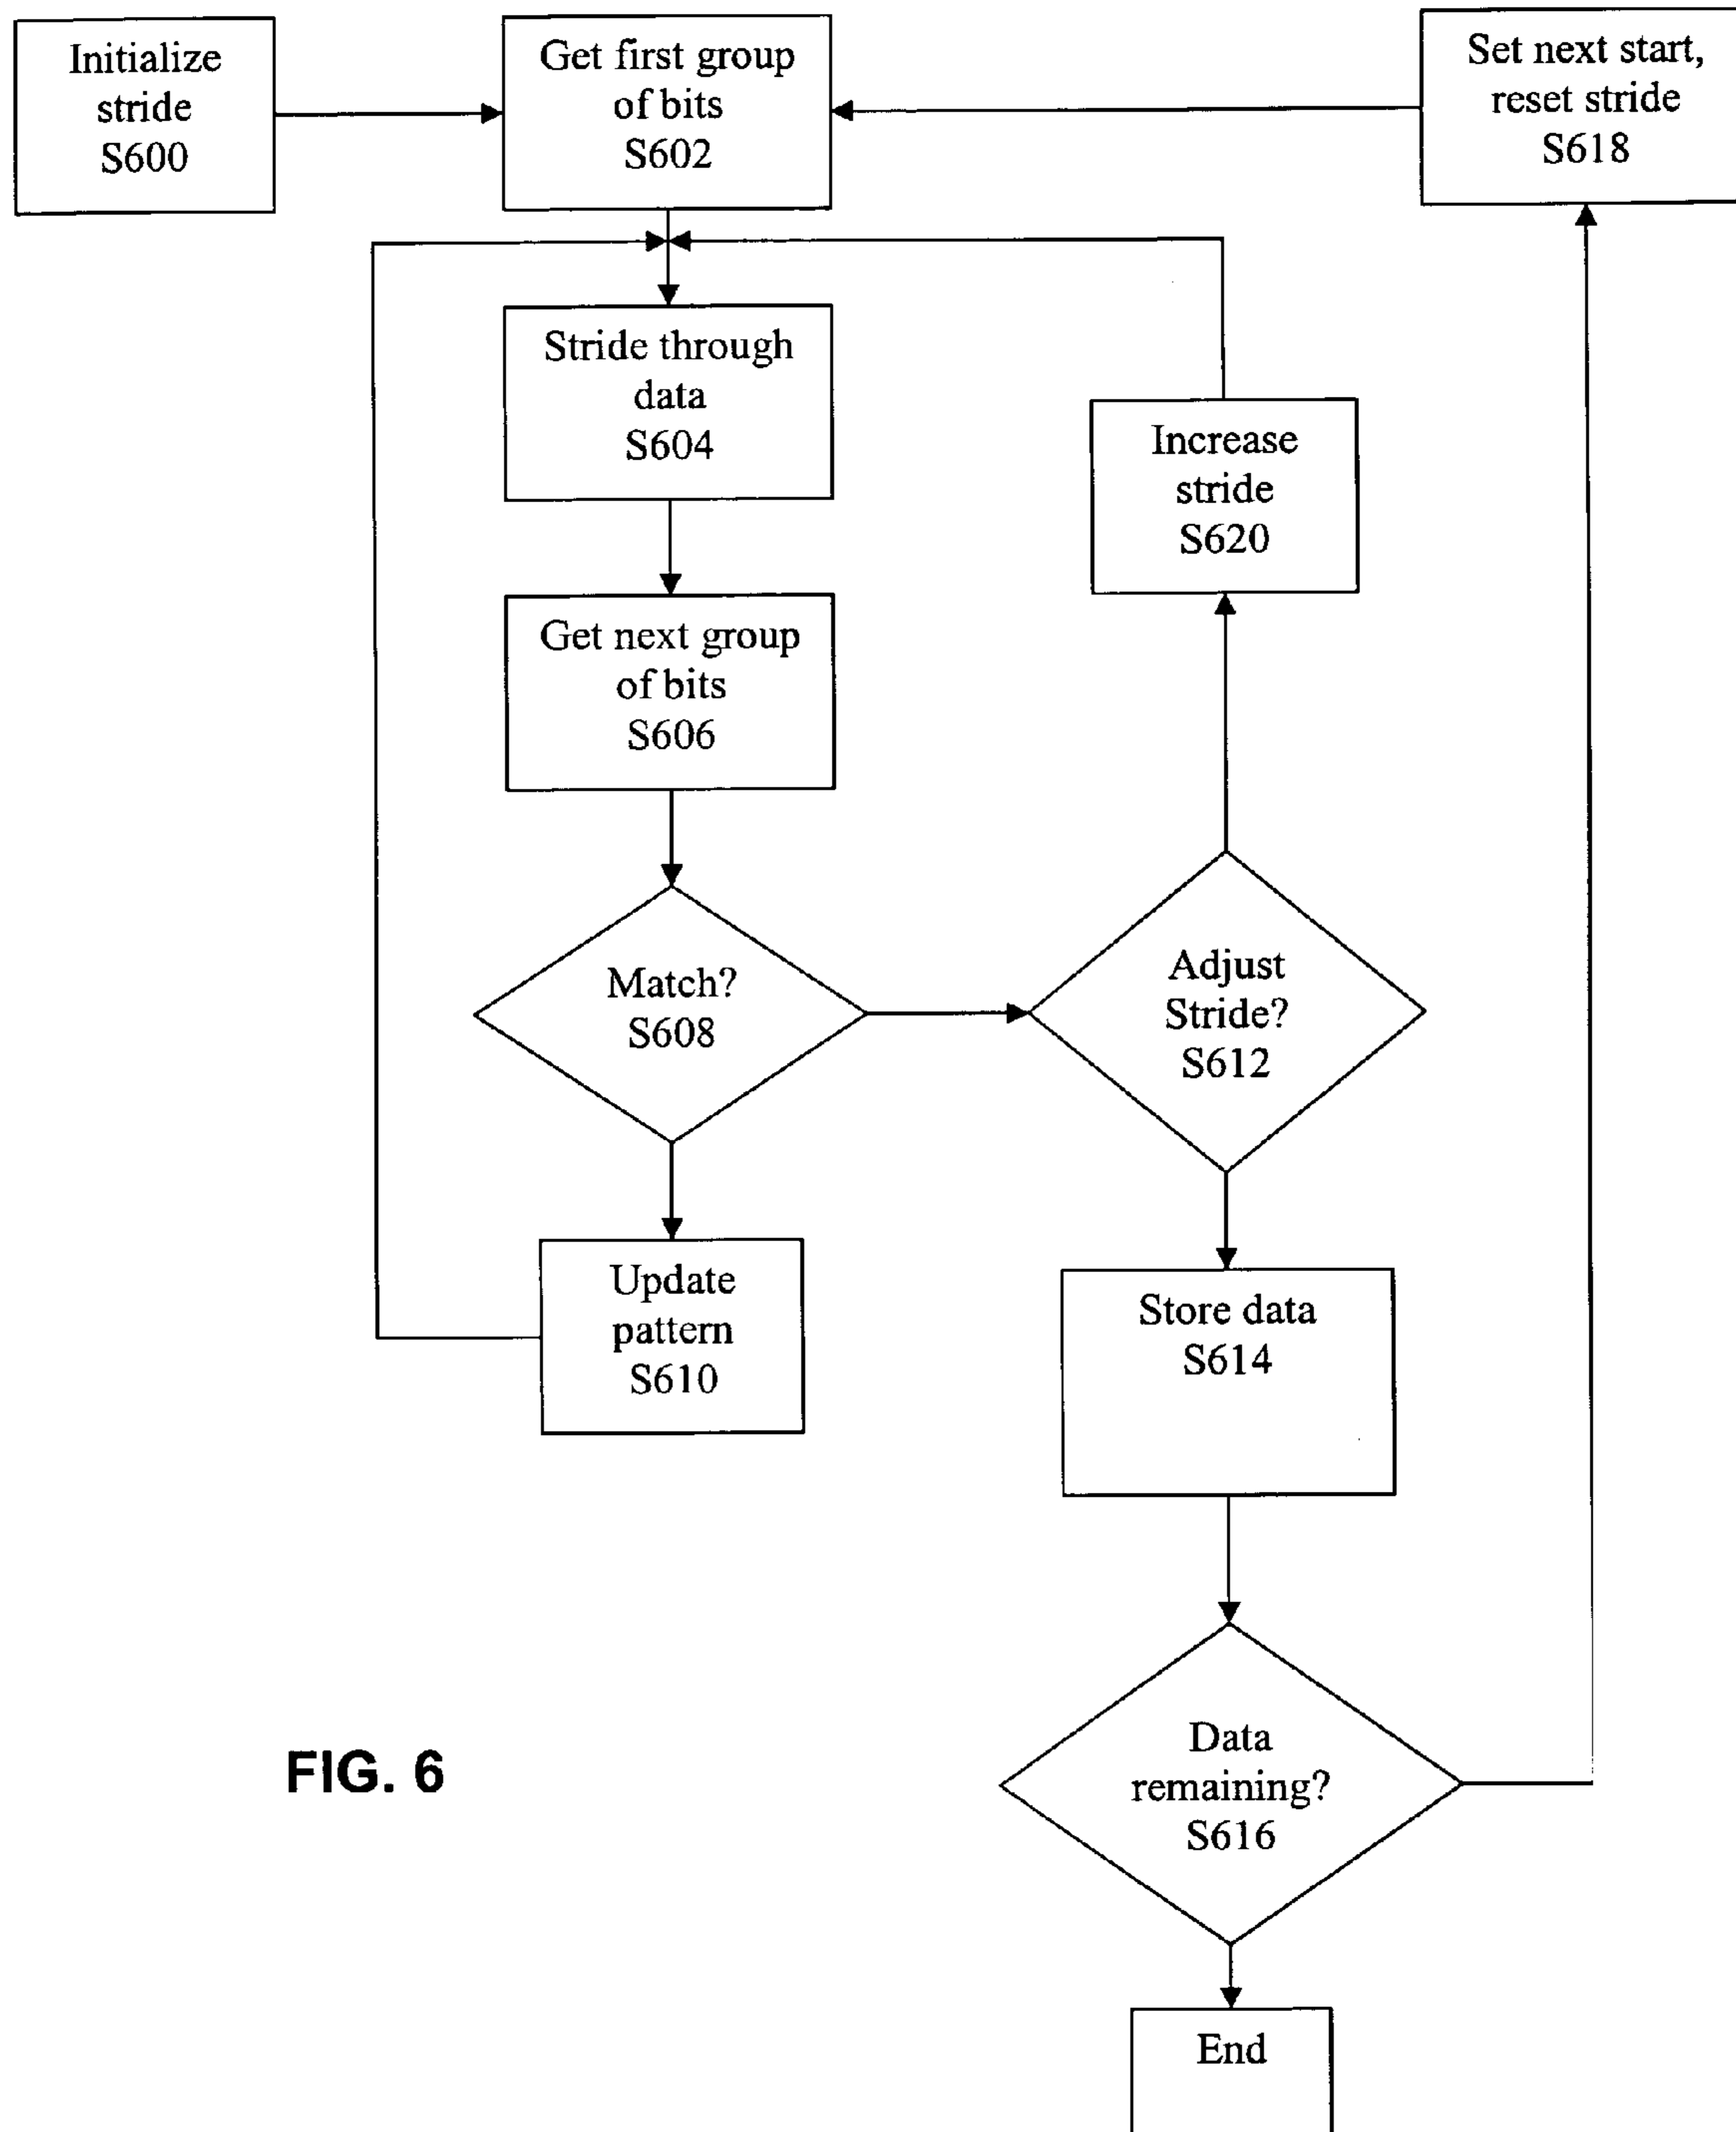 Initialize
stride
S600
Get first group
of bits
S602
Set next start,
reset stride
S618
Stride through
data
S604
Increase
stride
S620
Get next group
of bits
S606
Match?
S608
Adjust
Stride?
S612
Update
pattern
S610
Store data
S614
Data
remaining?
S616
End
FIG. 6